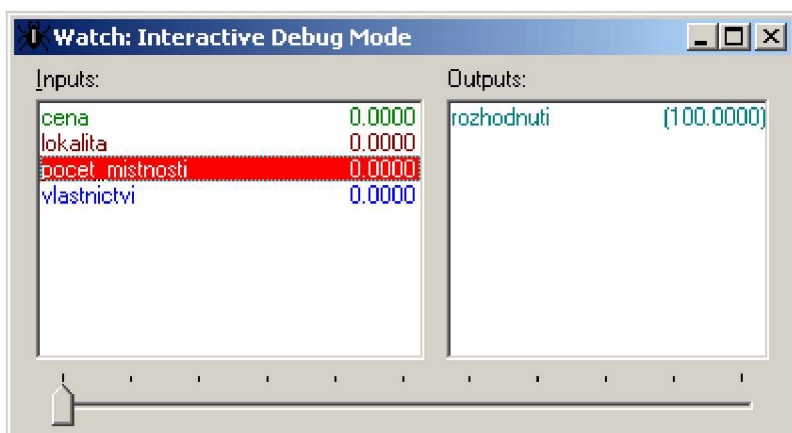 Watch: Interactive Debug Mode
Inputs:
cena 0.0000
lokalita 0.0000
pocet_mistnosti 0.0000
vlastnictvi 0.0000
Outputs:
rozhodnuti (100.0000)